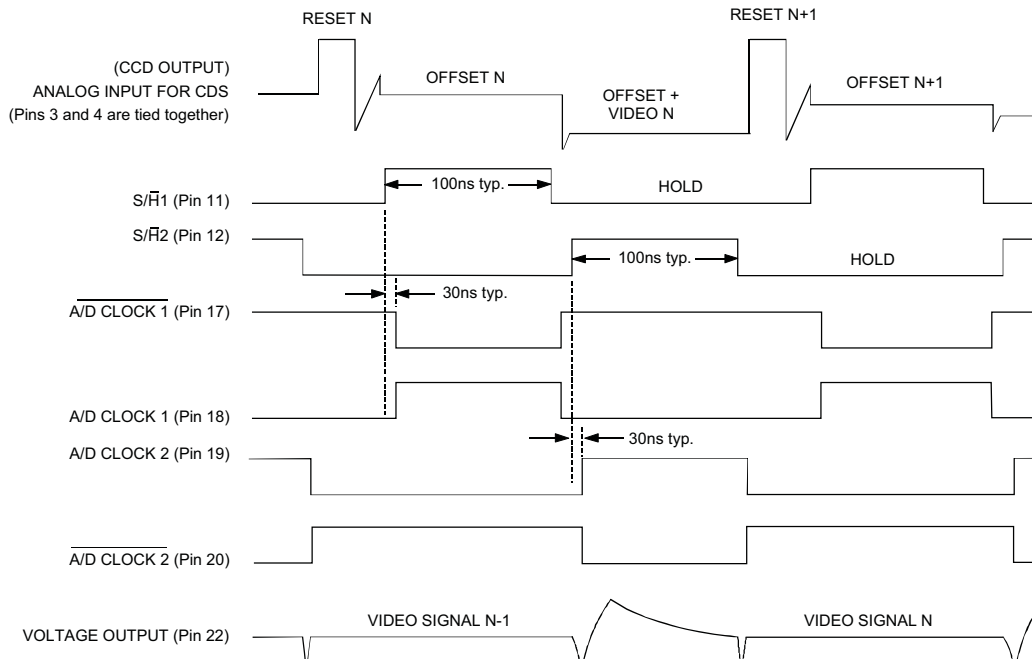 RESET N
RESET N+1
(CCD OUTPUT)
ANALOG INPUT FOR CDS
(Pins 3 and 4 are tied together)
OFFSET N
OFFSET +
VIDEO N
OFFSET N+1
S/H̅1 (Pin 11)
100ns typ.
HOLD
S/H̅2 (Pin 12)
100ns typ.
HOLD
30ns typ.
A/D CLOCK 1 (Pin 17)
A/D CLOCK 1 (Pin 18)
30ns typ.
A/D CLOCK 2 (Pin 19)
A/D CLOCK 2 (Pin 20)
VOLTAGE OUTPUT (Pin 22)
VIDEO SIGNAL N-1
VIDEO SIGNAL N